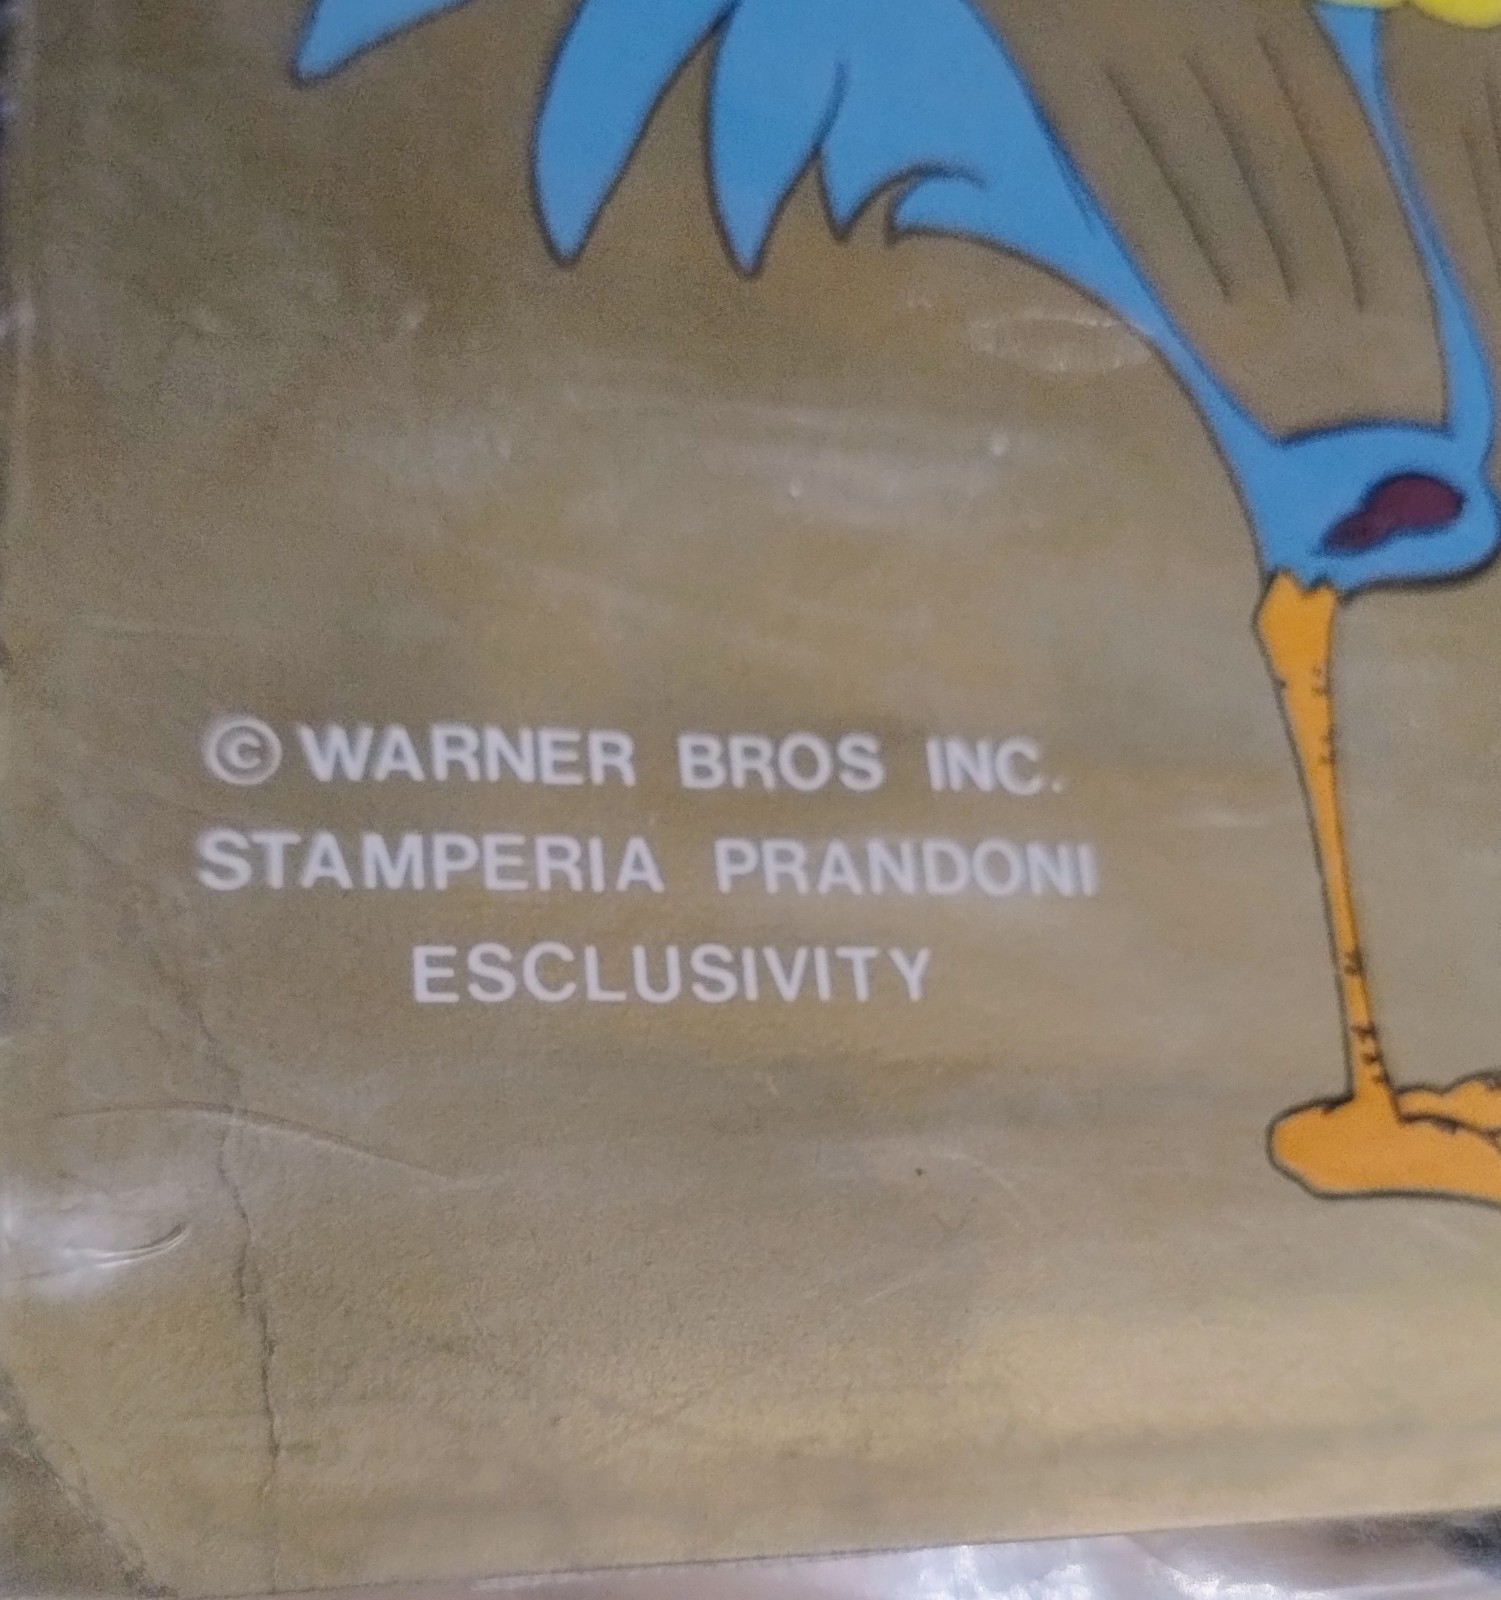 © WARNER BROS INC.
STAMPERIA PRANDONI
ESCLUSIVITY